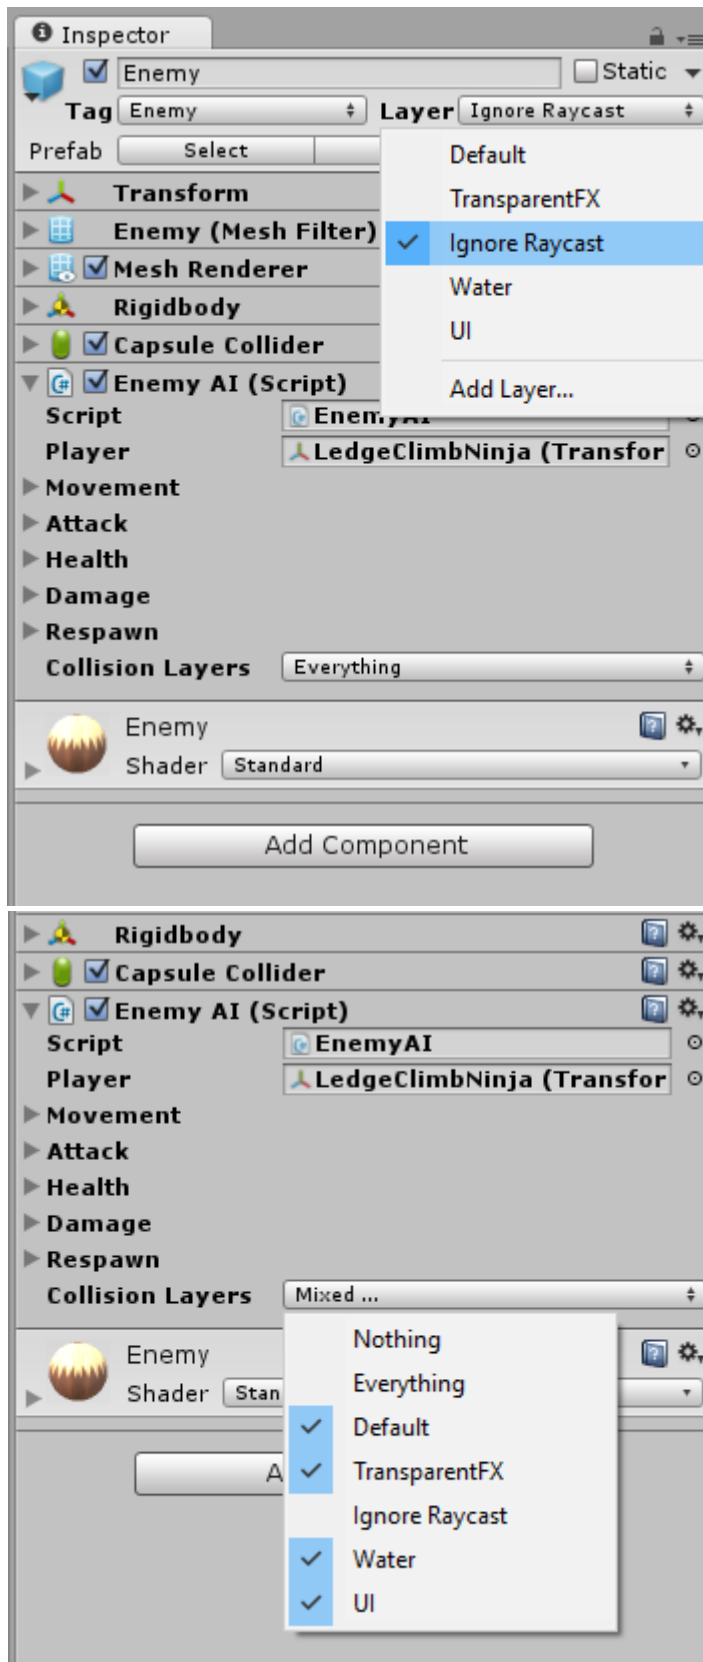 Inspector
Enemy Static
Tag Enemy Layer Ignore Raycast
Prefab Select
Default
Transform
TransparentFX
Enemy (Mesh Filter)
Ignore Raycast
Mesh Renderer
Water
Rigidbody
UI
Capsule Collider
Enemy AI (Script)
Add Layer...
Script EnemyAI
Player LedgeClimbNinja (Transfor
Movement
Attack
Health
Damage
Respawn
Collision Layers Everything
Enemy
Shader Standard
Add Component
Rigidbody
Capsule Collider
Enemy AI (Script)
Script EnemyAI
Player LedgeClimbNinja (Transfor
Movement
Attack
Health
Damage
Respawn
Collision Layers Mixed ...
Nothing
Enemy
Everything
Shader Stan
Default
A
TransparentFX
Ignore Raycast
Water
UI